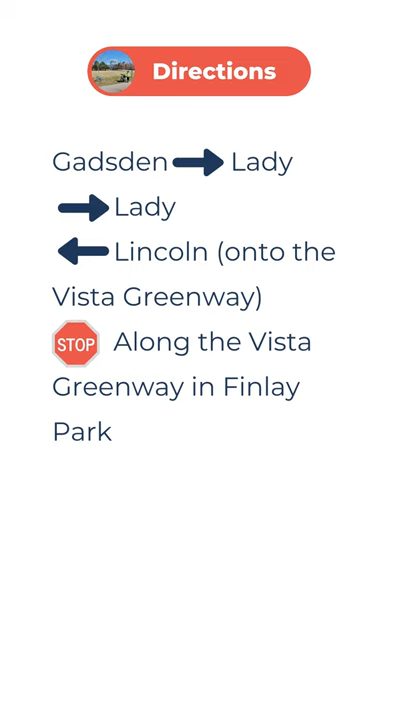 Directions
Gadsden → Lady
→ Lady
← Lincoln (onto the
Vista Greenway)
STOP Along the Vista
Greenway in Finlay
Park